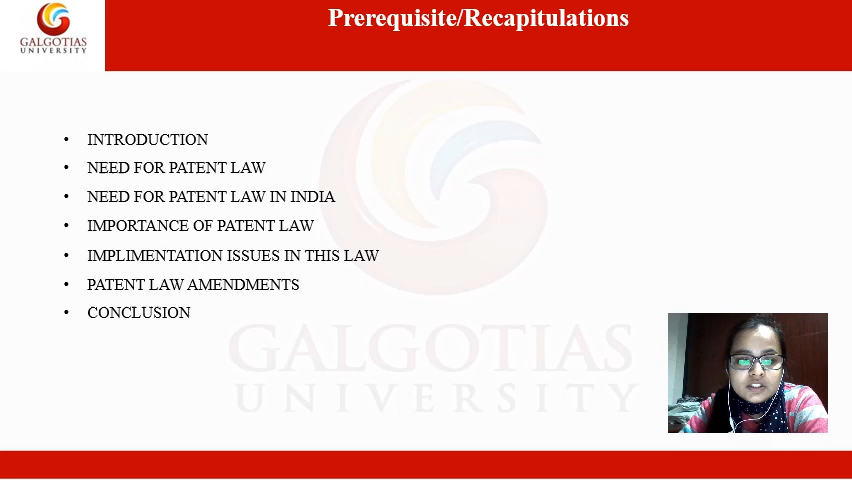 GALGOTIAS
UNIVERSITY
Prerequisite/Recapitulations
• INTRODUCTION
• NEED FOR PATENT LAW
• NEED FOR PATENT LAW IN INDIA
• IMPORTANCE OF PATENT LAW
• IMPLIMENTATION ISSUES IN THIS LAW
• PATENT LAW AMENDMENTS
• CONCLUSION
GALGOTIAS
UNIVERSITY